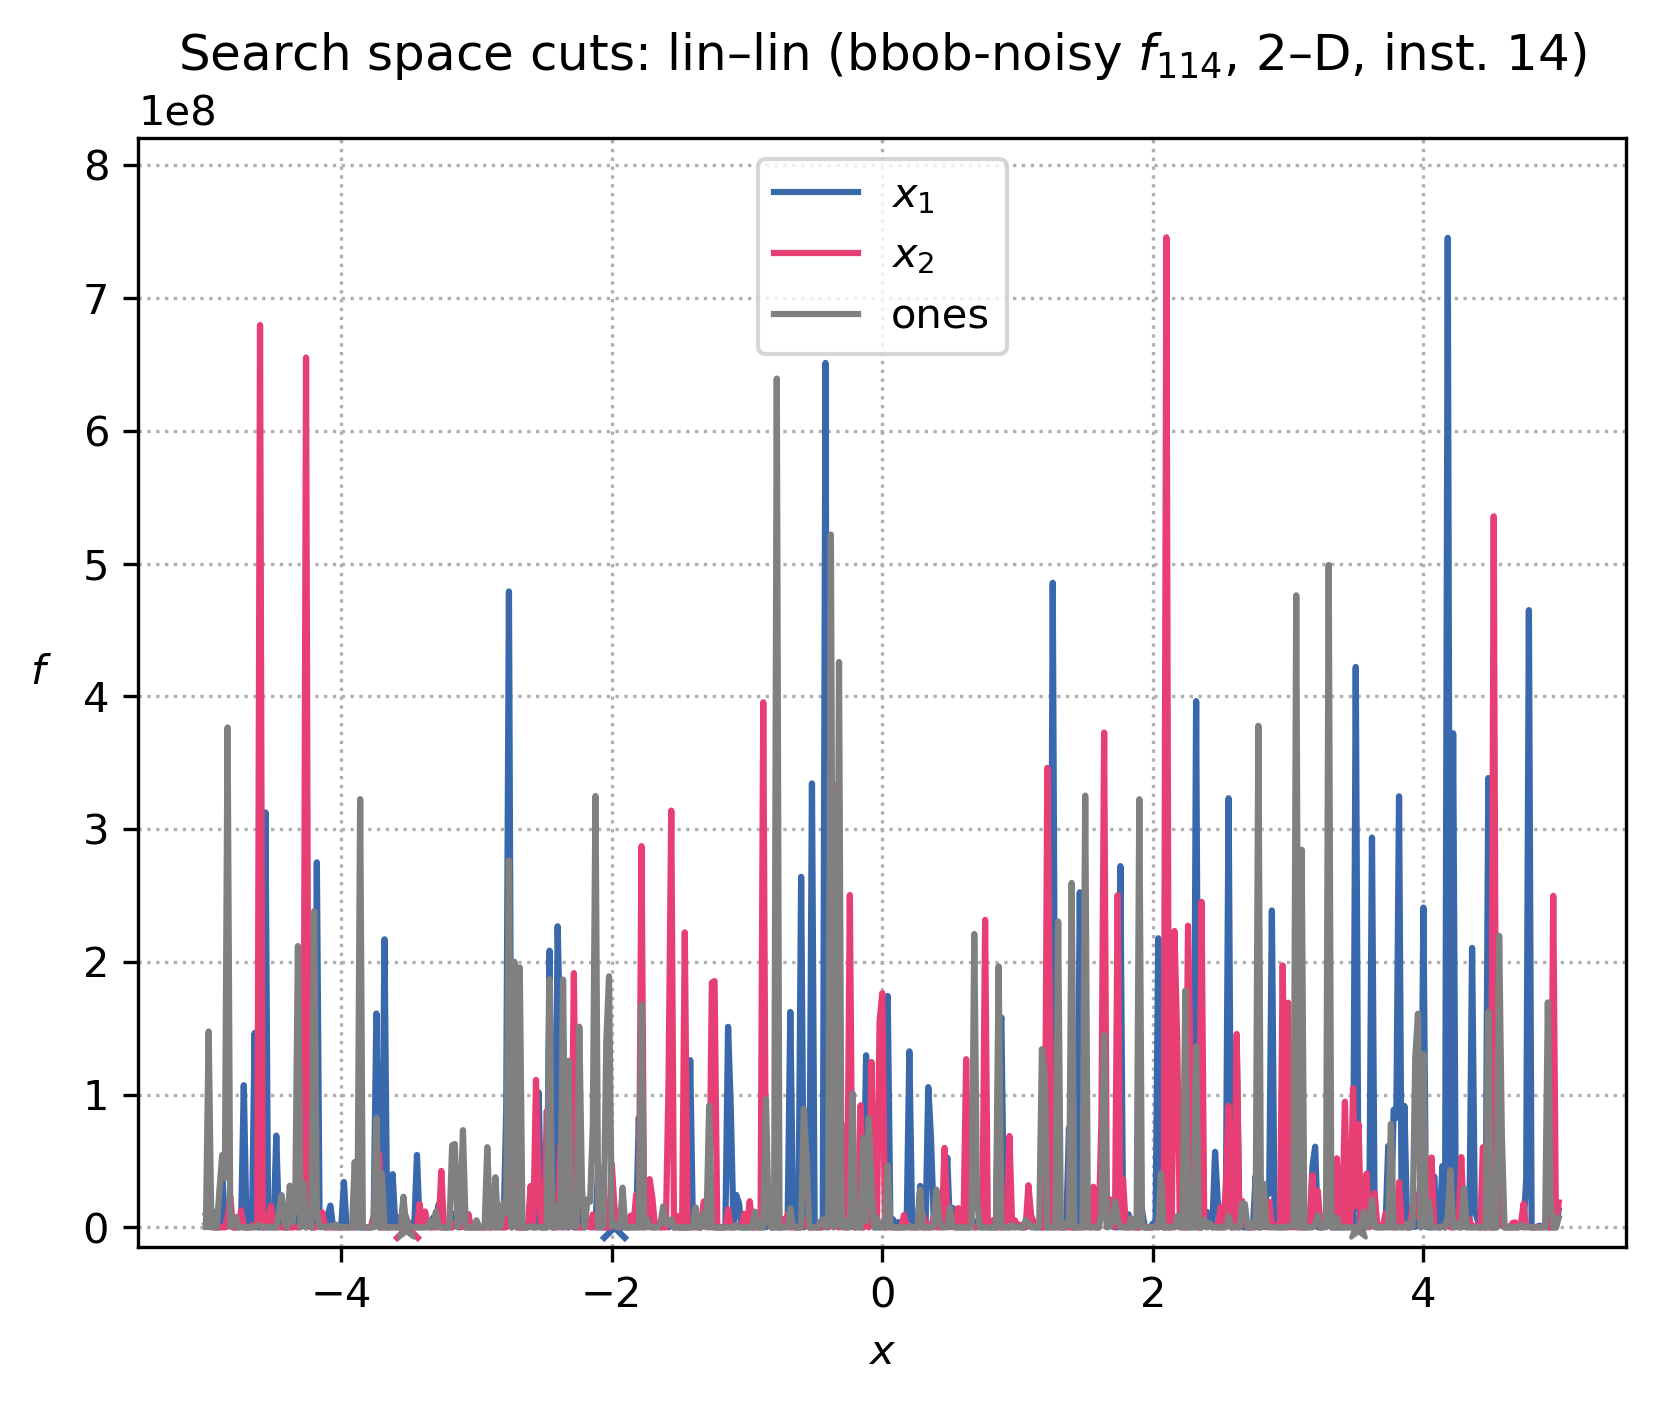 Search space cuts: lin–lin (bbob-noisy f₁₁₄, 2–D, inst. 14)
1e8
8
7
6
5
4
3
2
1
0
f
x₁
x₂
ones
−4 −2 0 2 4
x